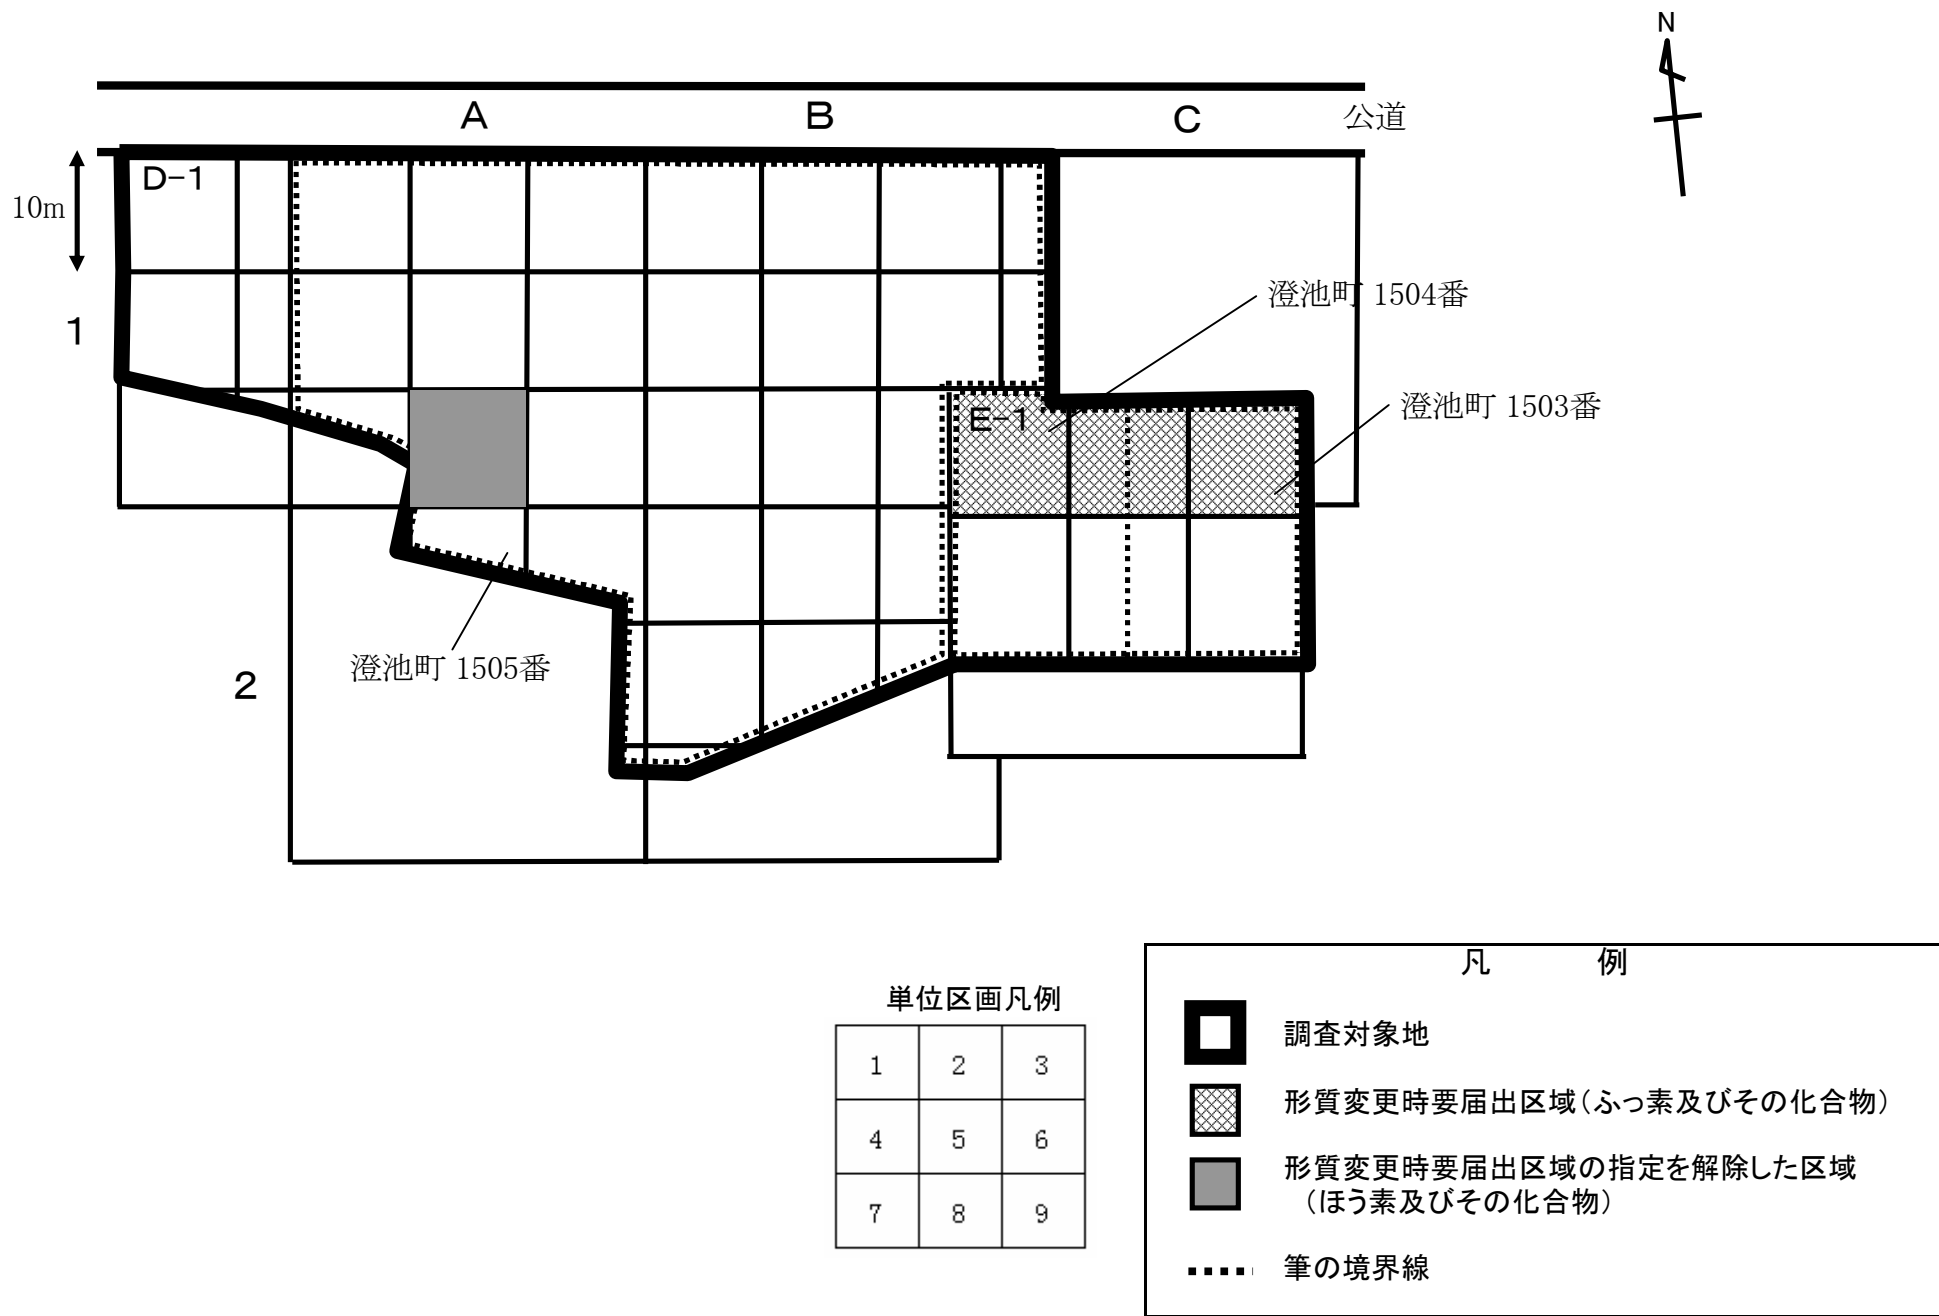 N
A B C 公道
D-1
10m
澄池町 1504番
1
澄池町 1503番
E-1
澄池町 1505番
2
凡 例
単位区画凡例
1 2 3
4 5 6
7 8 9
調査対象地
形質変更時要届出区域(ふっ素及びその化合物)
形質変更時要届出区域の指定を解除した区域
(ほう素及びその化合物)
筆の境界線